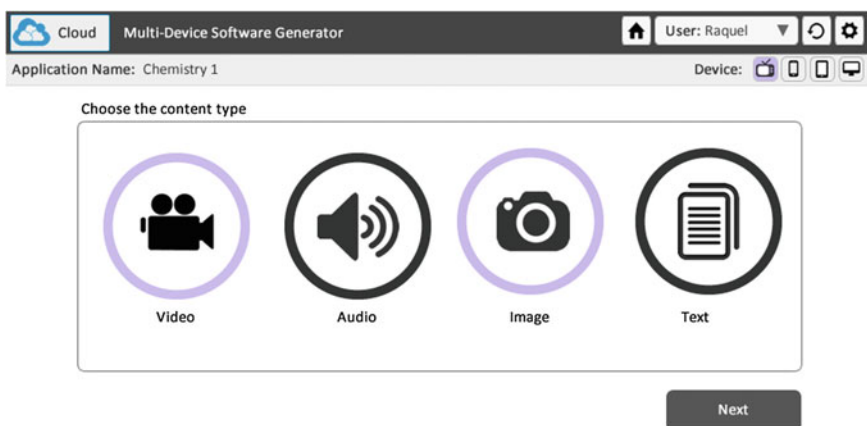 Cloud Multi-Device Software Generator User: Raquel
Application Name: Chemistry 1 Device:
Choose the content type
Video Audio Image Text
Next